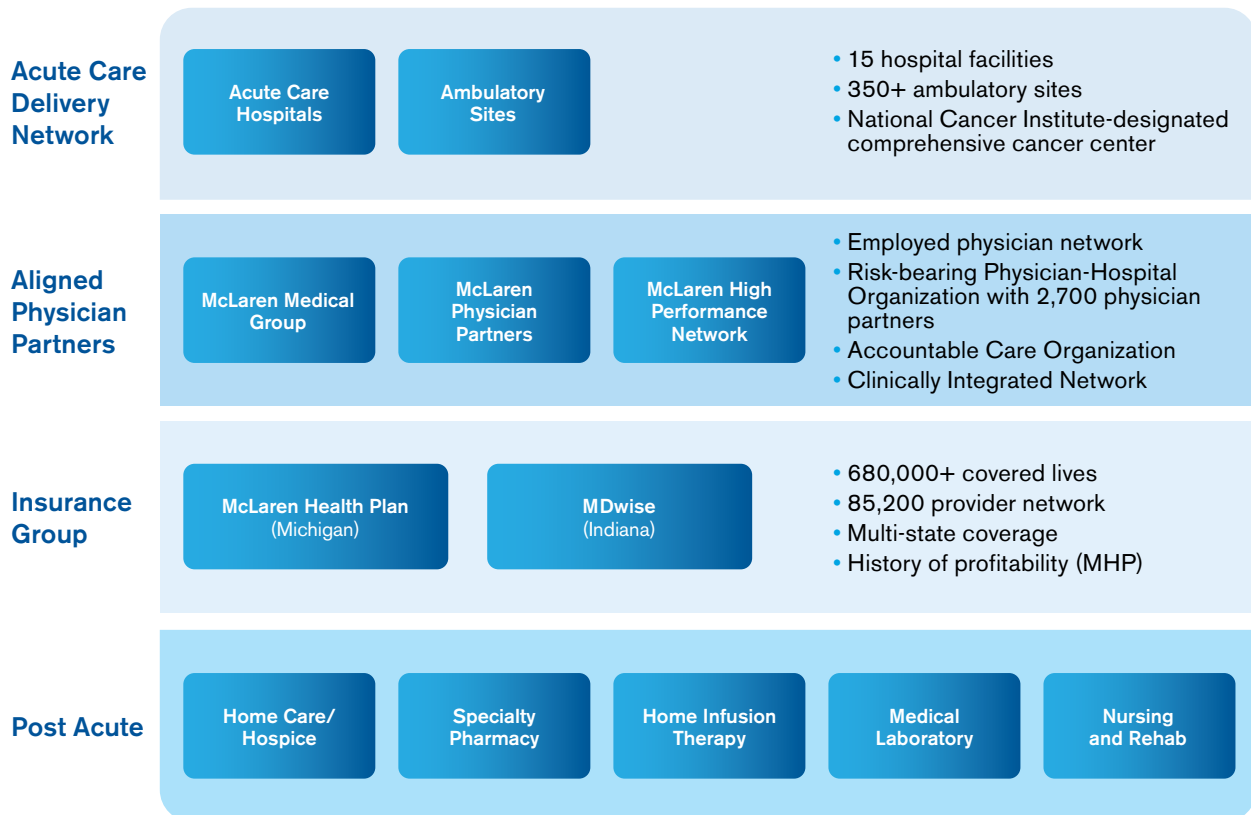 Acute Care
Delivery
Network
Acute Care
Hospitals
Ambulatory
Sites
• 15 hospital facilities
• 350+ ambulatory sites
• National Cancer Institute-designated
comprehensive cancer center
Aligned
Physician
Partners
McLaren Medical
Group
McLaren
Physician
Partners
McLaren High
Performance
Network
• Employed physician network
• Risk-bearing Physician-Hospital
Organization with 2,700 physician
partners
• Accountable Care Organization
• Clinically Integrated Network
Insurance
Group
McLaren Health Plan
(Michigan)
MDwise
(Indiana)
• 680,000+ covered lives
• 85,200 provider network
• Multi-state coverage
• History of profitability (MHP)
Post Acute
Home Care/
Hospice
Specialty
Pharmacy
Home Infusion
Therapy
Medical
Laboratory
Nursing
and Rehab